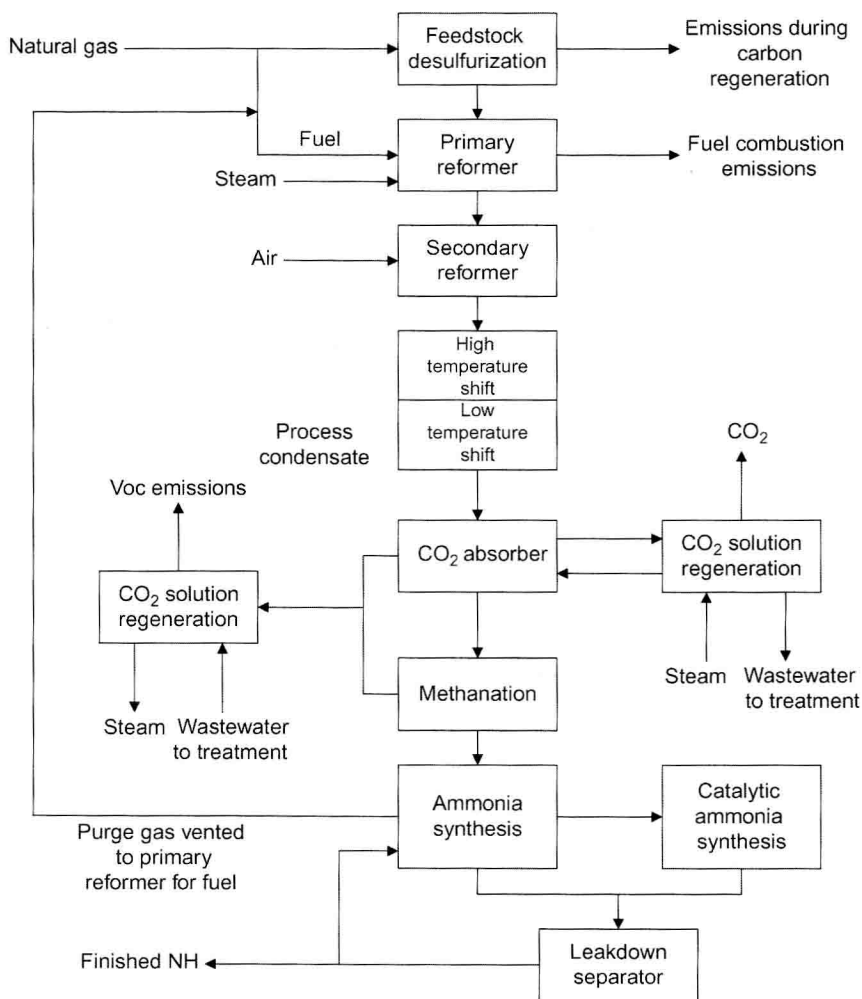 Natural gas
Feedstock
desulfurization
Emissions during
carbon
regeneration
Fuel
Primary
reformer
Fuel combustion
emissions
Steam
Air
Secondary
reformer
High
temperature
shift
Low
temperature
shift
Process
condensate
CO₂
Voc emissions
CO₂ absorber
CO₂ solution
regeneration
CO₂ solution
regeneration
Steam
Wastewater
to treatment
Methanation
Steam
Wastewater
to treatment
Ammonia
synthesis
Catalytic
ammonia
synthesis
Purge gas vented
to primary
reformer for fuel
Finished NH
Leakdown
separator